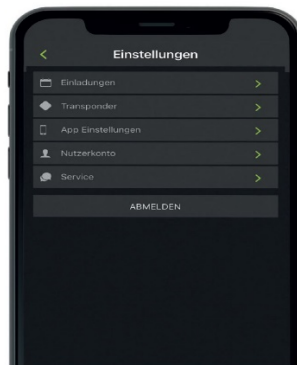 Einstellungen
Einladungen
Transponder
App Einstellungen
Nutzerkonto
Service
ABMELDEN